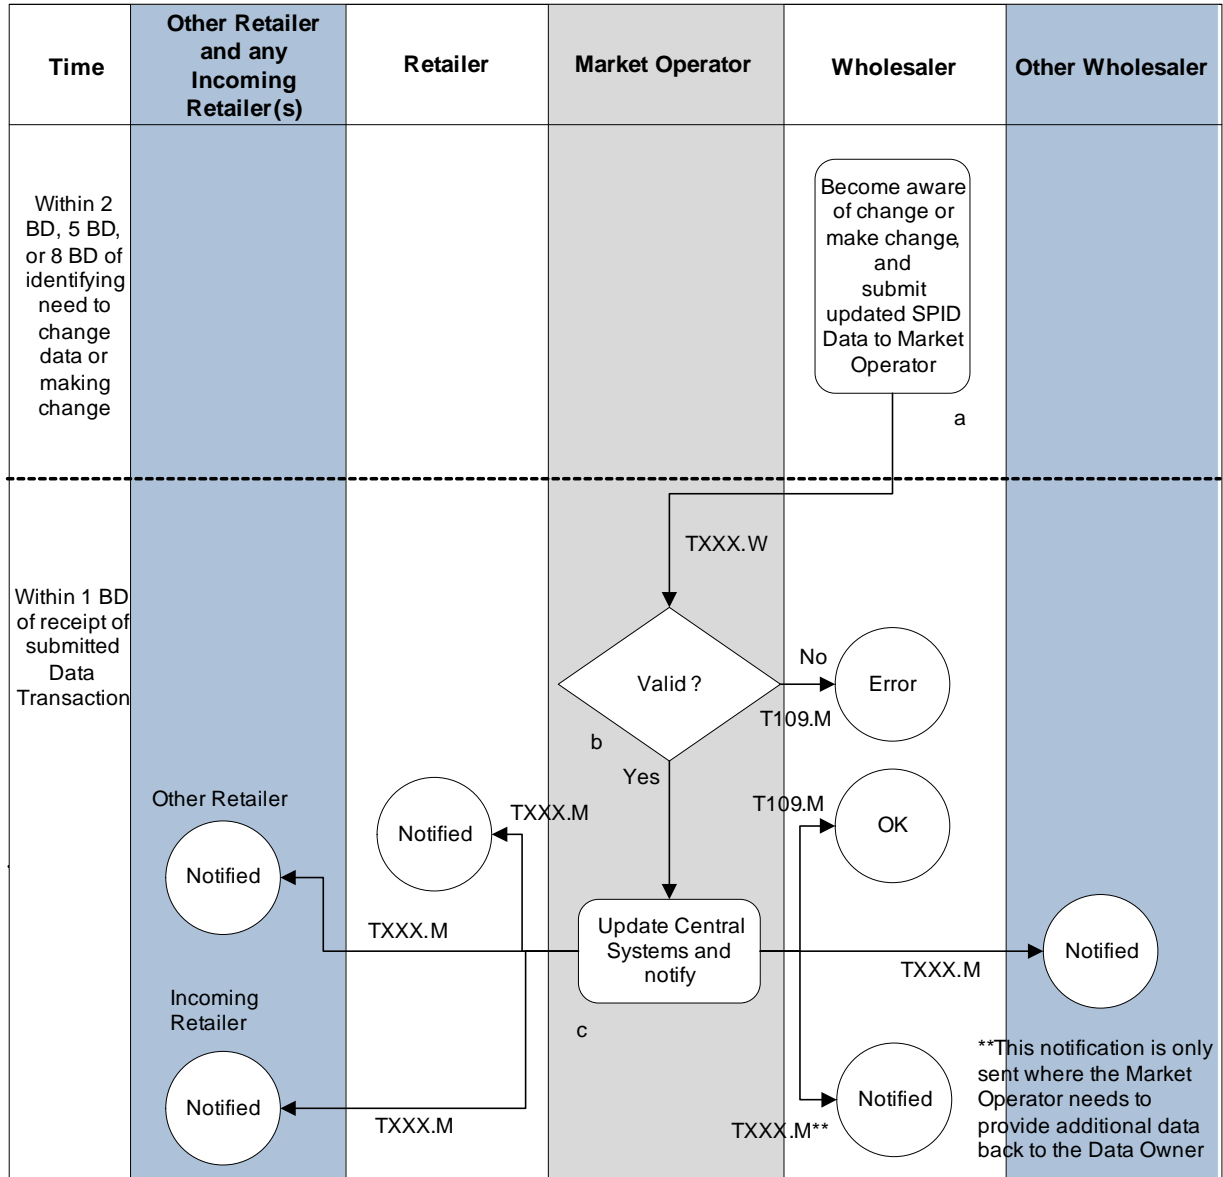 Time
Other Retailer
and any
Incoming
Retailer(s)
Retailer
Market Operator
Wholesaler
Other Wholesaler
Within 2
BD, 5 BD,
or 8 BD of
identifying
need to
change
data or
making
change
Become aware
of change or
make change,
and
submit
updated SPID
Data to Market
Operator
a
TXXX.W
Within 1 BD
of receipt of
submitted
Data
Transaction
Valid ?
No
Error
T109.M
b
Yes
Other Retailer
Notified
TXXX.M
Notified
T109.M
OK
TXXX.M
Update Central
Systems and
notify
TXXX.M
Notified
c
Incoming
Retailer
Notified
TXXX.M
TXXX.M**
Notified
**This notification is only
sent where the Market
Operator needs to
provide additional data
back to the Data Owner